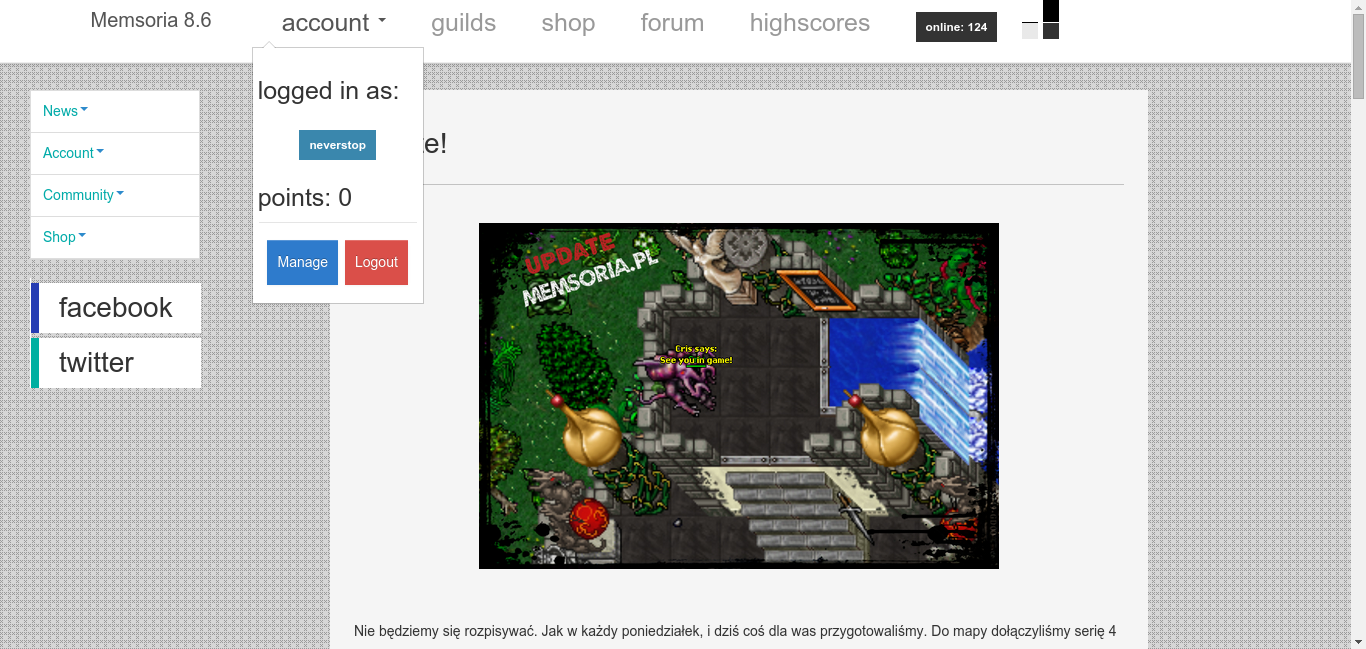 Memsoria 8.6
account
guilds
shop
forum
highscores
online: 124
logged in as:
neverstop
points: 0
Manage
Logout
News
Account
Community
Shop
facebook
twitter
te!
UPDATE
MEMSORIA.PL
Cris says:
See you in game!
Nie będziemy się rozpisywać. Jak w każdy poniedziałek, i dziś coś dla was przygotowaliśmy. Do mapy dołączyliśmy serię 4